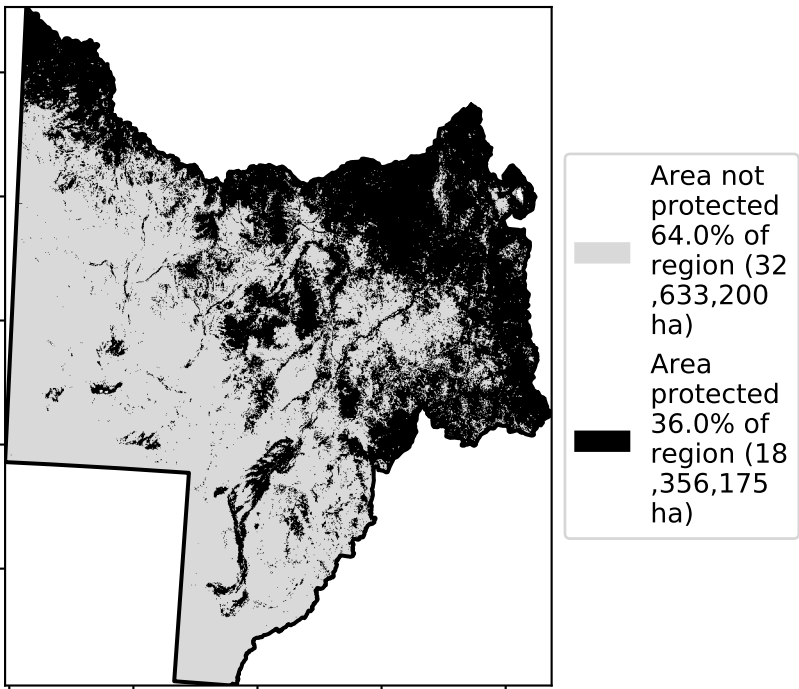 Area not
protected
64.0% of
region (32
,633,200
ha)
Area
protected
36.0% of
region (18
,356,175
ha)